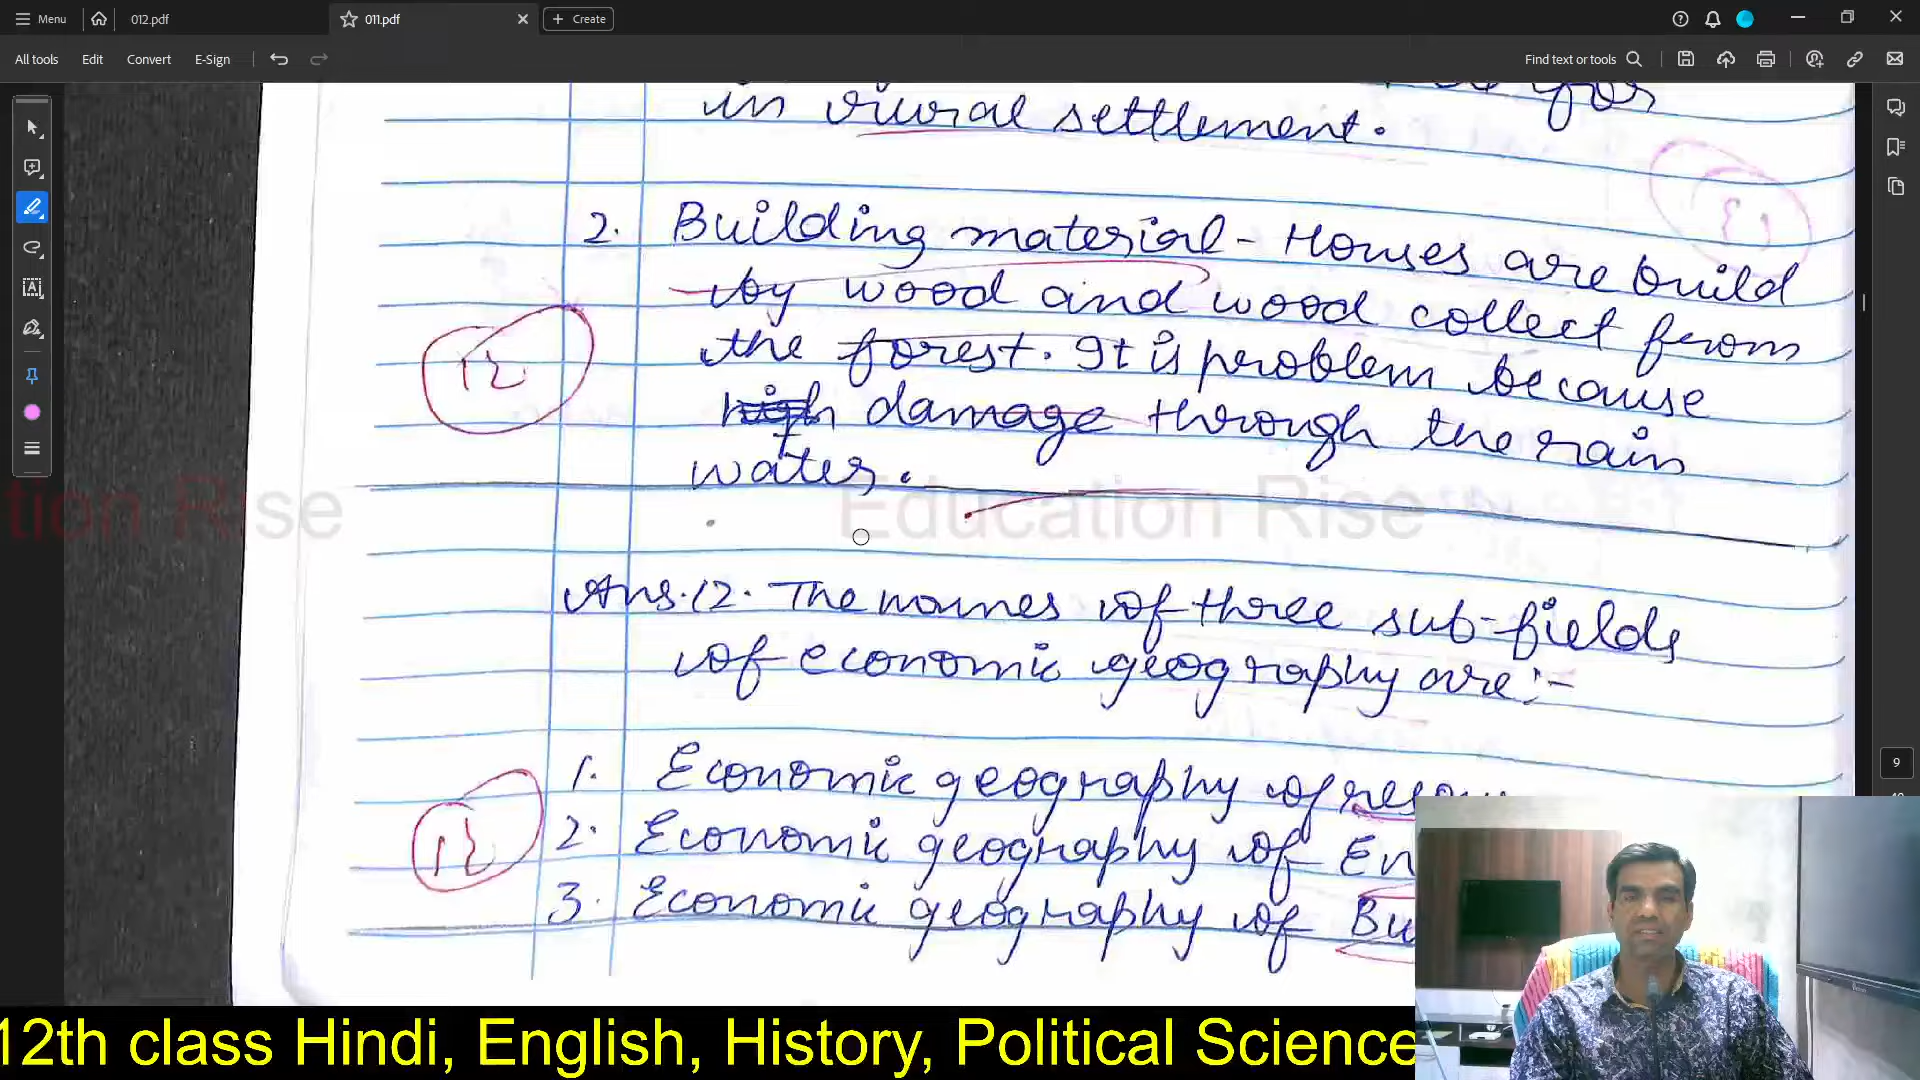 Menu
012.pdf
011.pdf
Create
All tools
Edit
Convert
E-Sign
Find text or tools
for
in rural settlement.
2. Building material - Houses are build
by wood and wood collect from
the forest. It is problem because
high damage through the rain
water.
tion Rise
Education Rise
Ans.12. The names of three sub-fields
of economic geography are:-
1. Economic geography of
2. Economic geography of En
3. Economic geography of Bu
9
12th class Hindi, English, History, Political Science